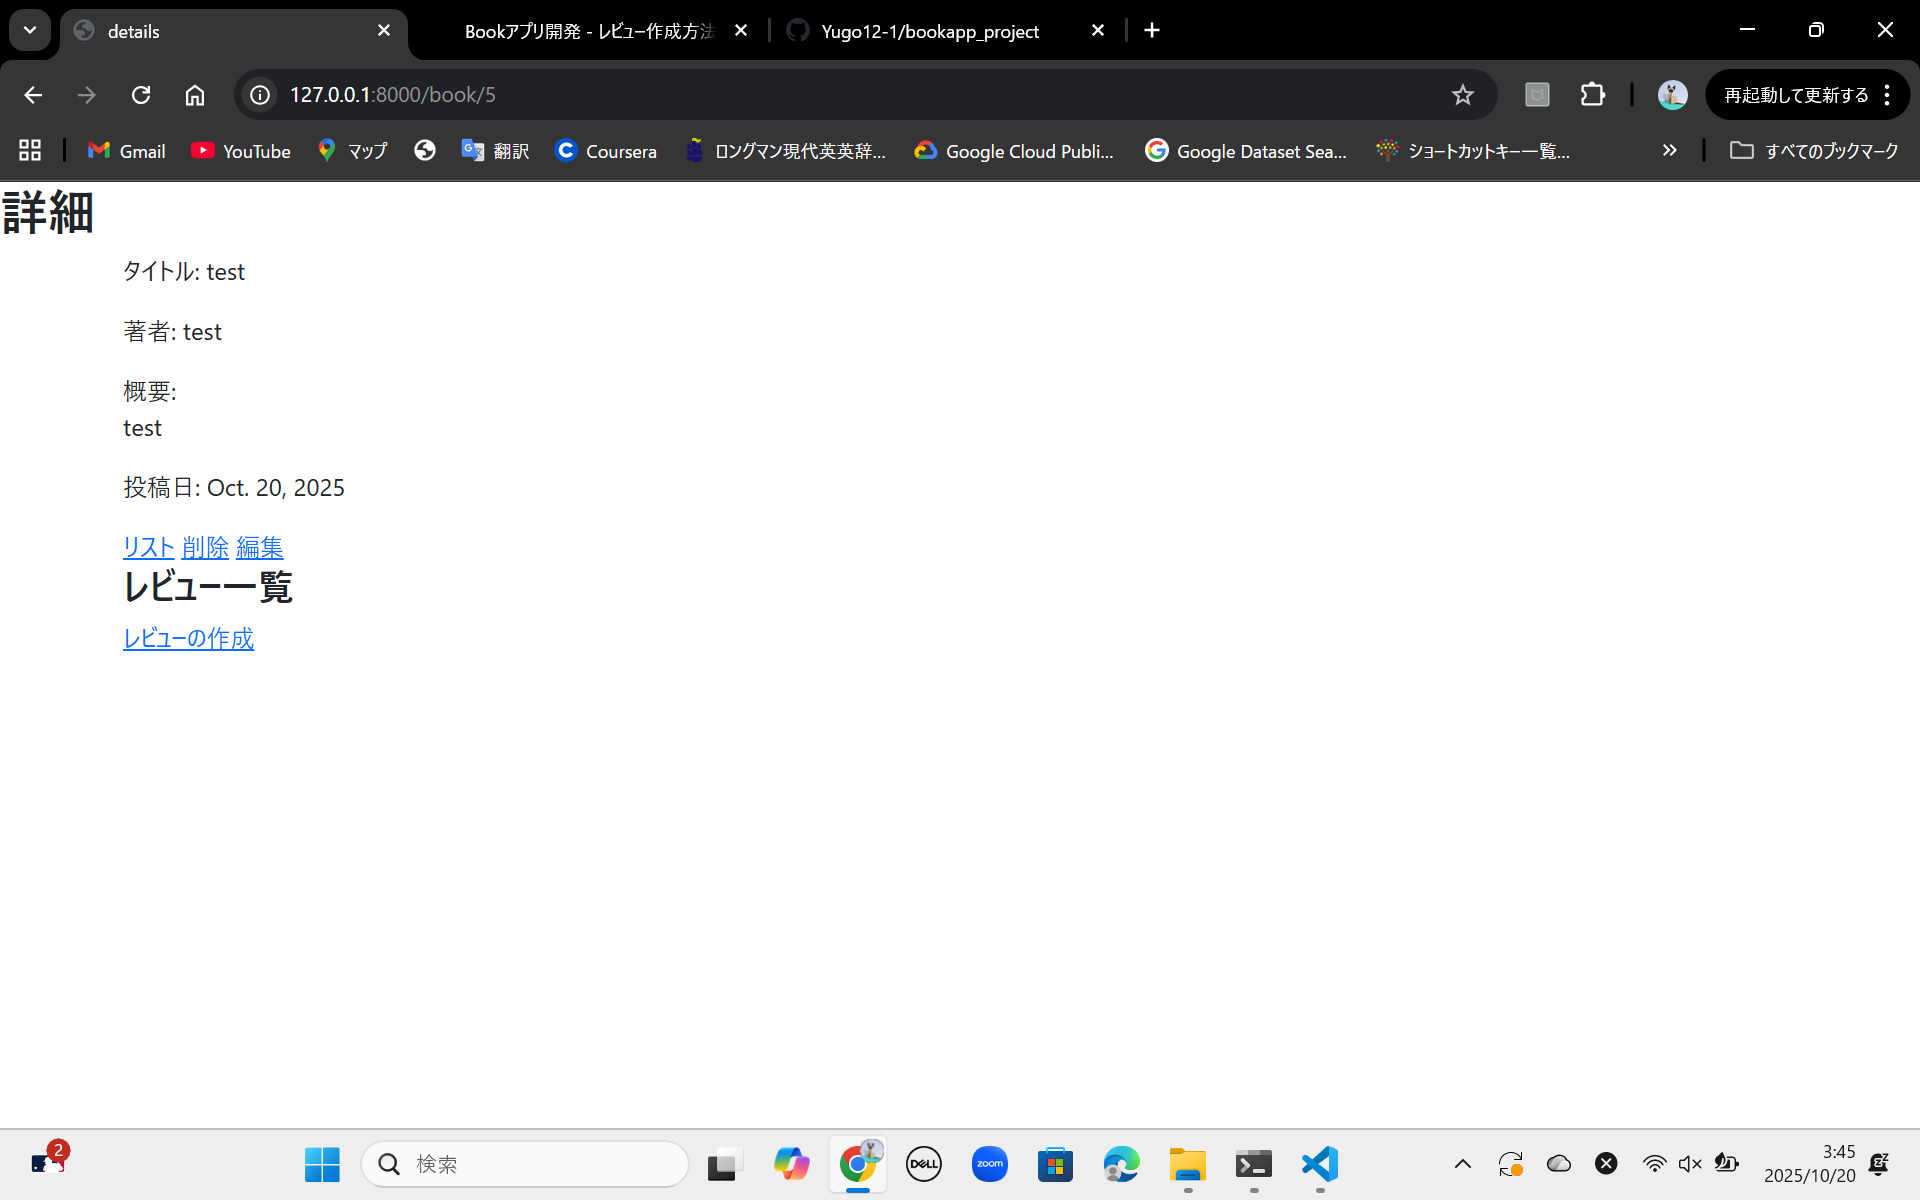 details
Bookアプリ開発 - レビュー作成方法
Yugo12-1/bookapp_project
127.0.0.1:8000/book/5
再起動して更新する
Gmail
YouTube
マップ
翻訳
Coursera
ロングマン現代英英辞...
Google Cloud Publi...
Google Dataset Sea...
ショートカットキー一覧...
すべてのブックマーク
詳細
タイトル: test
著者: test
概要:
test
投稿日: Oct. 20, 2025
リスト 削除 編集
レビュー一覧
レビューの作成
2
検索
DELL
zoom
3:45
2025/10/20